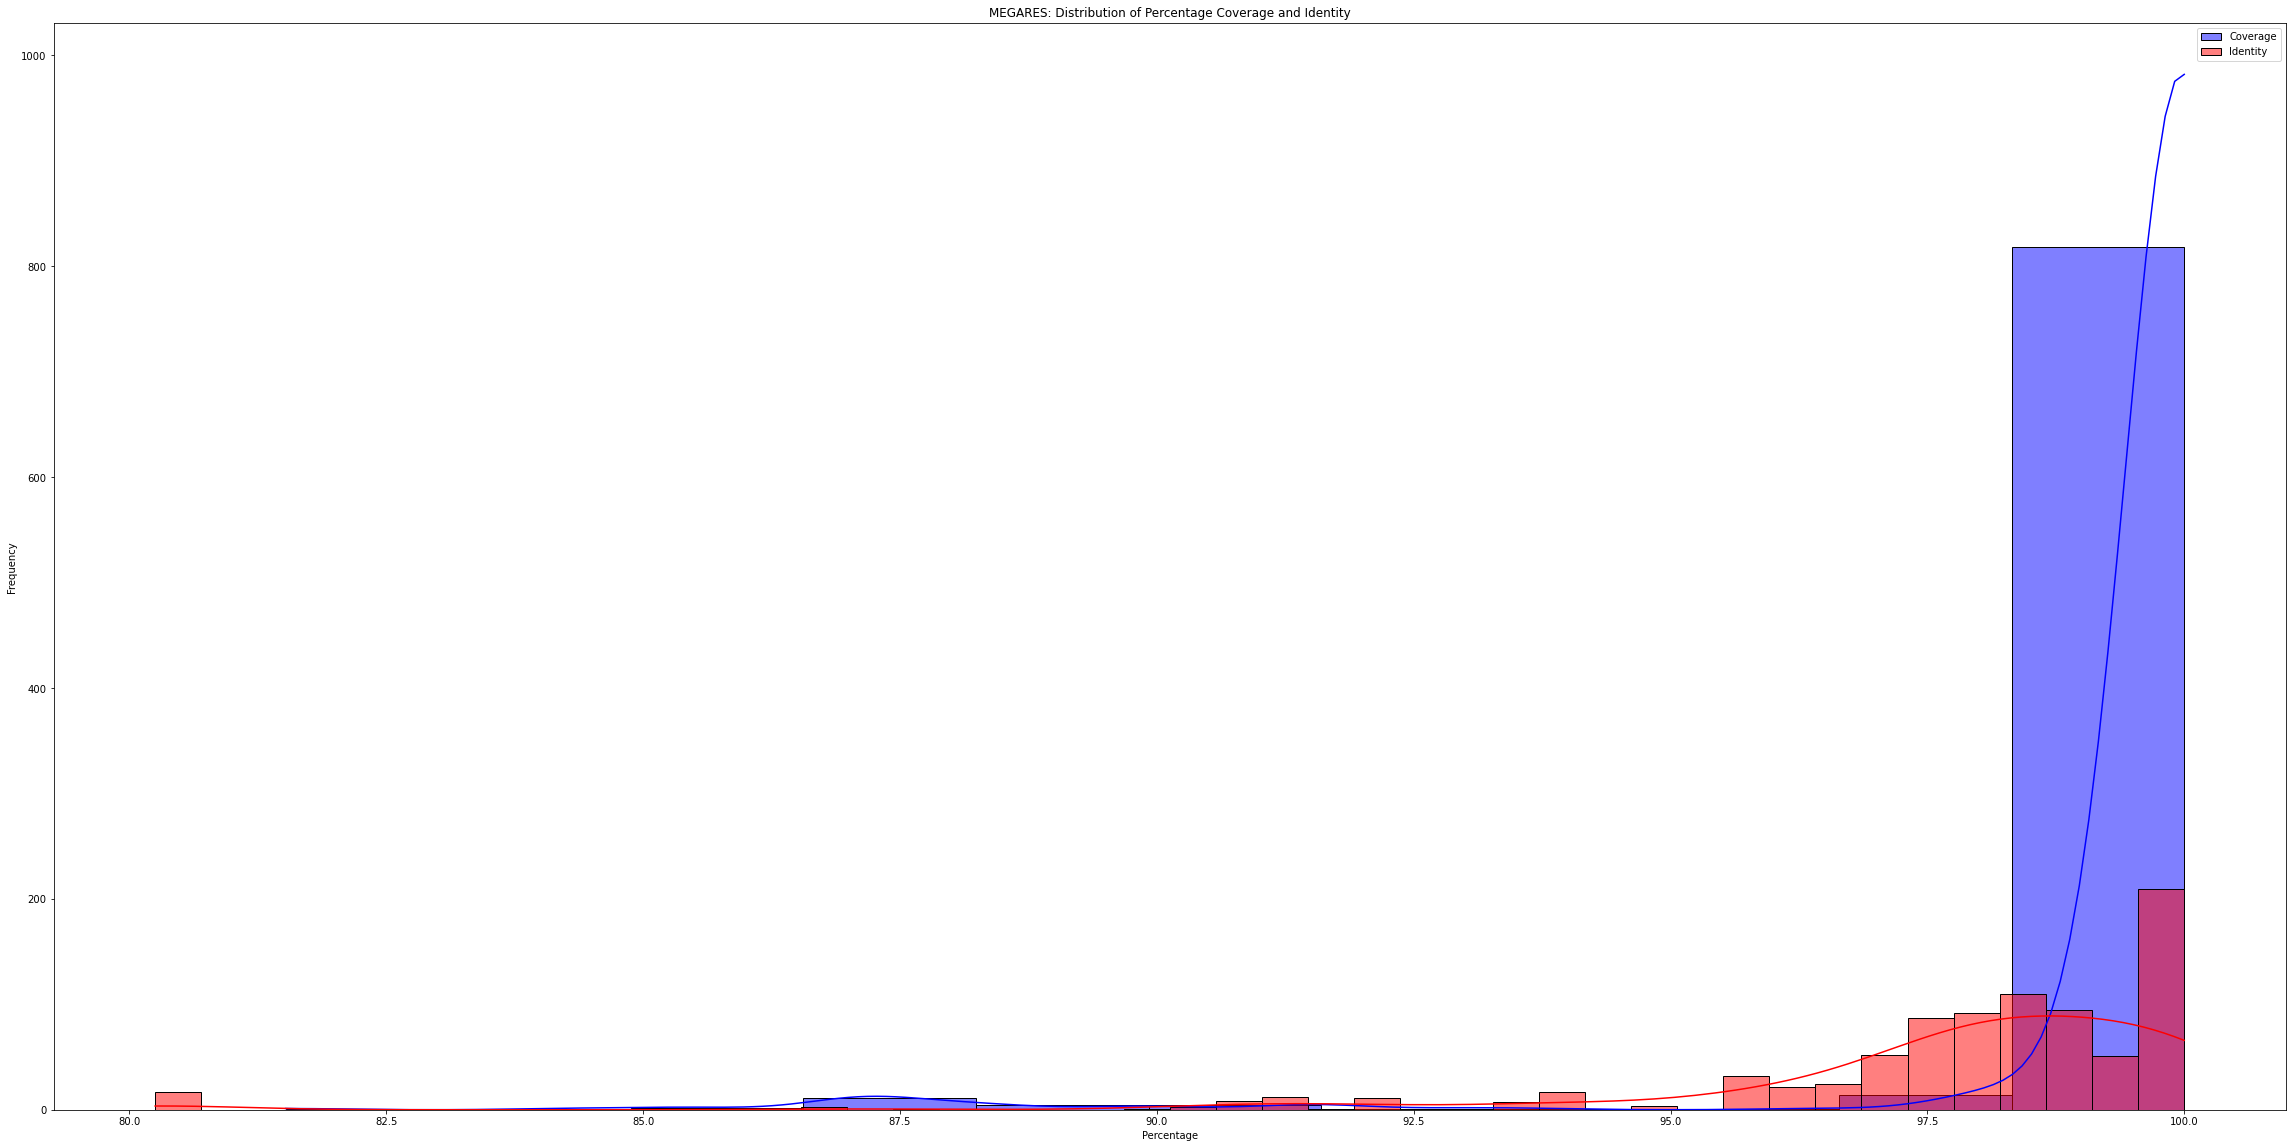 MEGARES: Distribution of Percentage Coverage and Identity
Coverage
Identity
1000
800
600
400
200
0
Frequency
80.0 82.5 85.0 87.5 90.0 92.5 95.0 97.5 100.0
Percentage